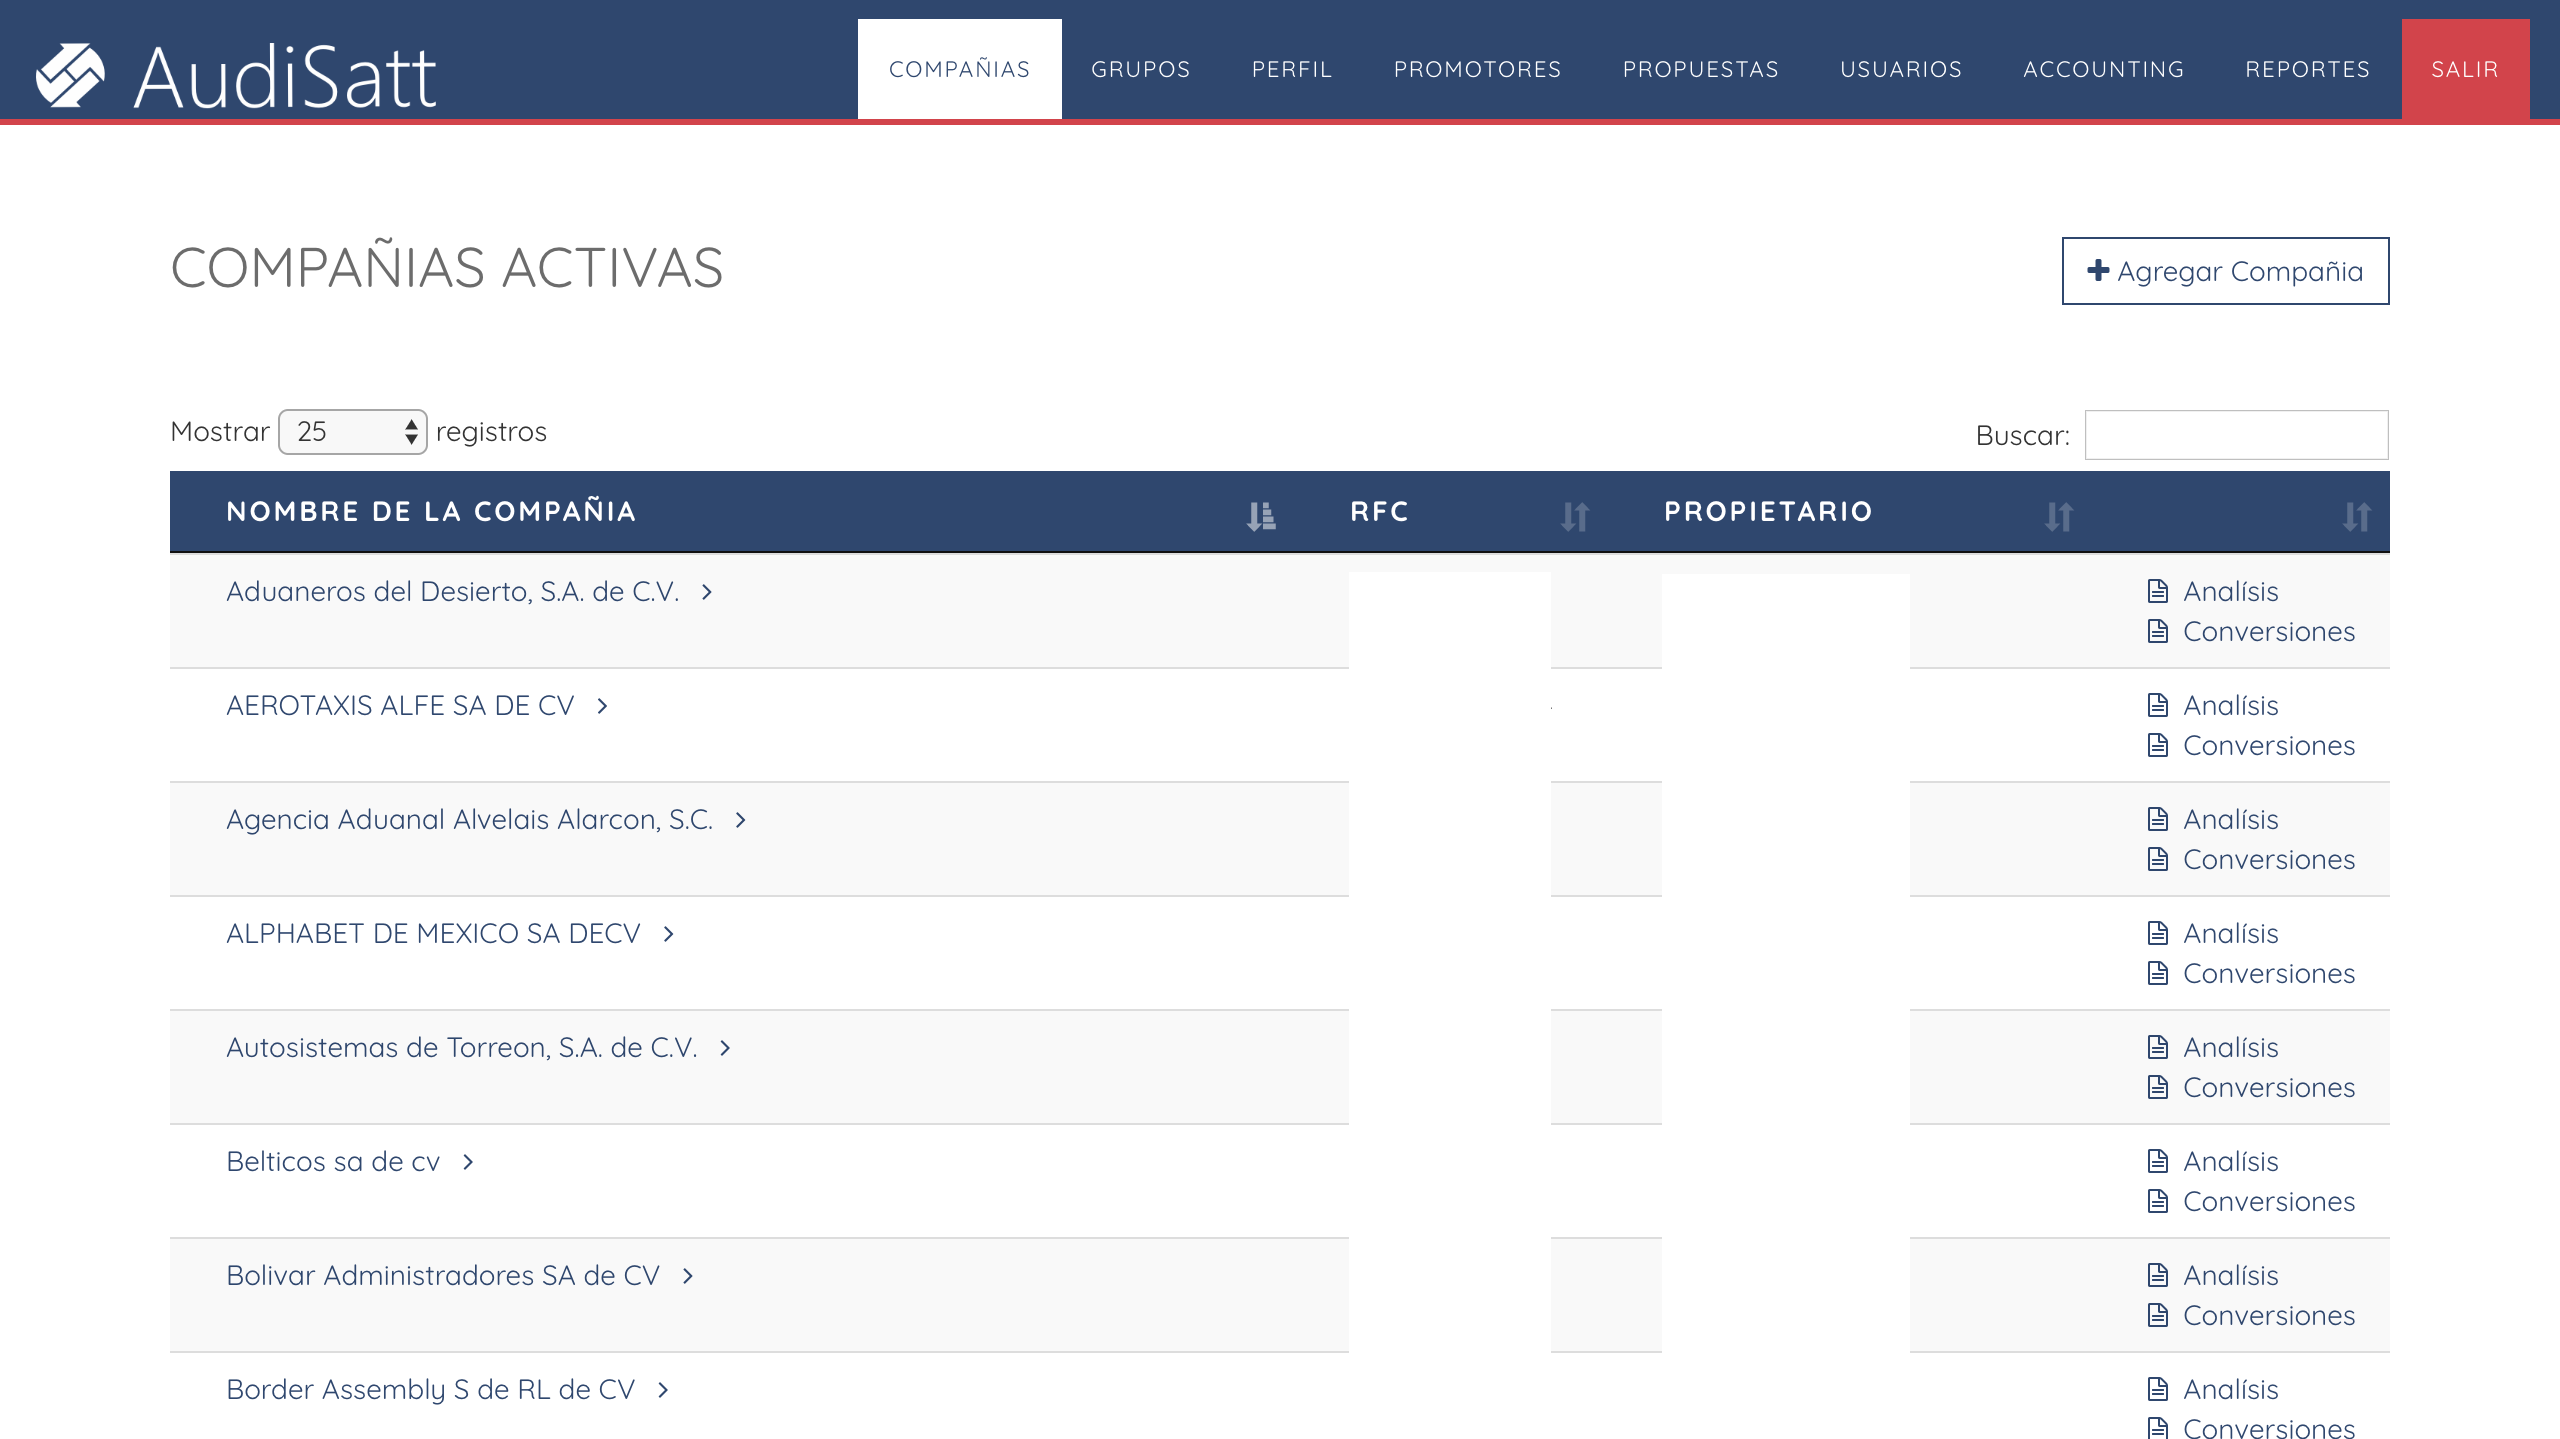 AudiSatt
COMPAÑIAS GRUPOS PERFIL PROMOTORES PROPUESTAS USUARIOS ACCOUNTING REPORTES SALIR
COMPAÑIAS ACTIVAS
Agregar Compañia
Mostrar 25 registros
Buscar:
NOMBRE DE LA COMPAÑIA RFC PROPIETARIO
Aduaneros del Desierto, S.A. de C.V.
Analísis
Conversiones
AEROTAXIS ALFE SA DE CV
Analísis
Conversiones
Agencia Aduanal Alvelais Alarcon, S.C.
Analísis
Conversiones
ALPHABET DE MEXICO SA DECV
Analísis
Conversiones
Autosistemas de Torreon, S.A. de C.V.
Analísis
Conversiones
Belticos sa de cv
Analísis
Conversiones
Bolivar Administradores SA de CV
Analísis
Conversiones
Border Assembly S de RL de CV
Analísis
Conversiones